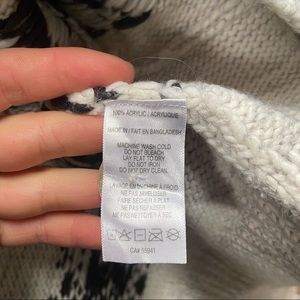 100% ACRYLIC / ACRYLIQUE
MADE IN / FAIT EN BANGLADESH
MACHINE WASH COLD
DO NOT BLEACH
LAY FLAT TO DRY
DO NOT IRON
DO NOT DRY CLEAN
LAVAGE EN MACHINE À FROID
NE PAS JAVELLISER
FAIRE SÉCHER À PLAT
NE PAS REPASSER
NE PAS NETTOYER À SEC
CA# 55941